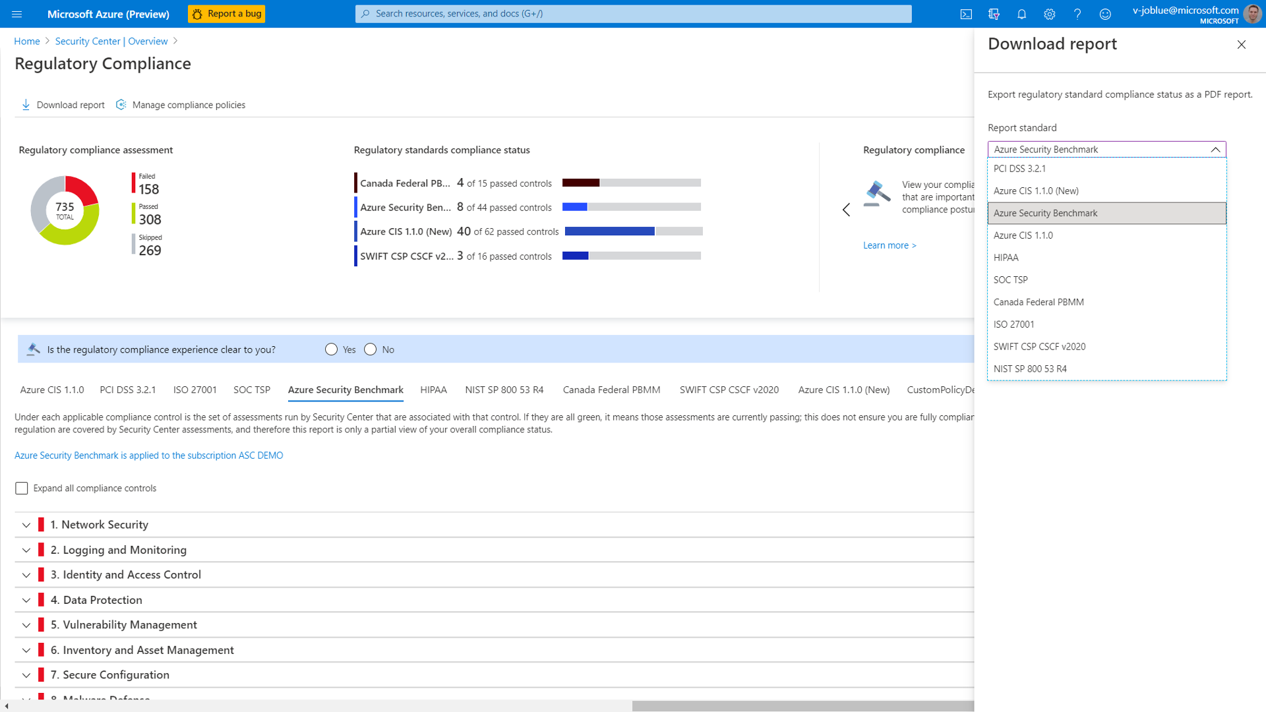 Microsoft Azure (Preview)
Report a bug
Search resources, services, and docs (G+/)
v-joblue@microsoft.com
MICROSOFT
Home > Security Center | Overview >
Regulatory Compliance
Download report
Manage compliance policies
Regulatory compliance assessment
735
TOTAL
Failed
158
Passed
308
Skipped
269
Regulatory standards compliance status
Canada Federal PB... 4 of 15 passed controls
Azure Security Ben... 8 of 44 passed controls
Azure CIS 1.1.0 (New) 40 of 62 passed controls
SWIFT CSP CSCF v2... 3 of 16 passed controls
Regulatory compliance
View your complia
that are important
compliance postur
Learn more >
Is the regulatory compliance experience clear to you? Yes No
Azure CIS 1.1.0 PCI DSS 3.2.1 ISO 27001 SOC TSP Azure Security Benchmark HIPAA NIST SP 800 53 R4 Canada Federal PBMM SWIFT CSP CSCF v2020 Azure CIS 1.1.0 (New) CustomPolicyDe
Under each applicable compliance control is the set of assessments run by Security Center that are associated with that control. If they are all green, it means those assessments are currently passing; this does not ensure you are fully complian
regulation are covered by Security Center assessments, and therefore this report is only a partial view of your overall compliance status.
Azure Security Benchmark is applied to the subscription ASC DEMO
Expand all compliance controls
1. Network Security
2. Logging and Monitoring
3. Identity and Access Control
4. Data Protection
5. Vulnerability Management
6. Inventory and Asset Management
7. Secure Configuration
8. Malware Defense
Download report
Export regulatory standard compliance status as a PDF report.
Report standard
Azure Security Benchmark
PCI DSS 3.2.1
Azure CIS 1.1.0 (New)
Azure Security Benchmark
Azure CIS 1.1.0
HIPAA
SOC TSP
Canada Federal PBMM
ISO 27001
SWIFT CSP CSCF v2020
NIST SP 800 53 R4